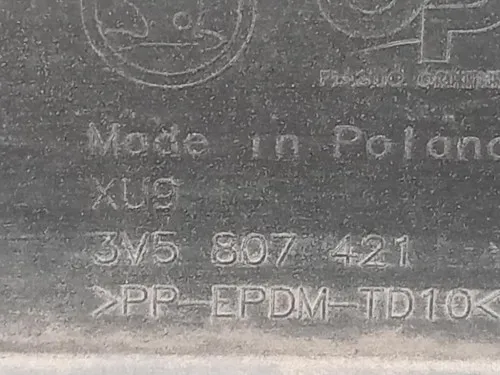 Made in Poland
XU9
3V5 807 421
>PP-EPDM-TD10<